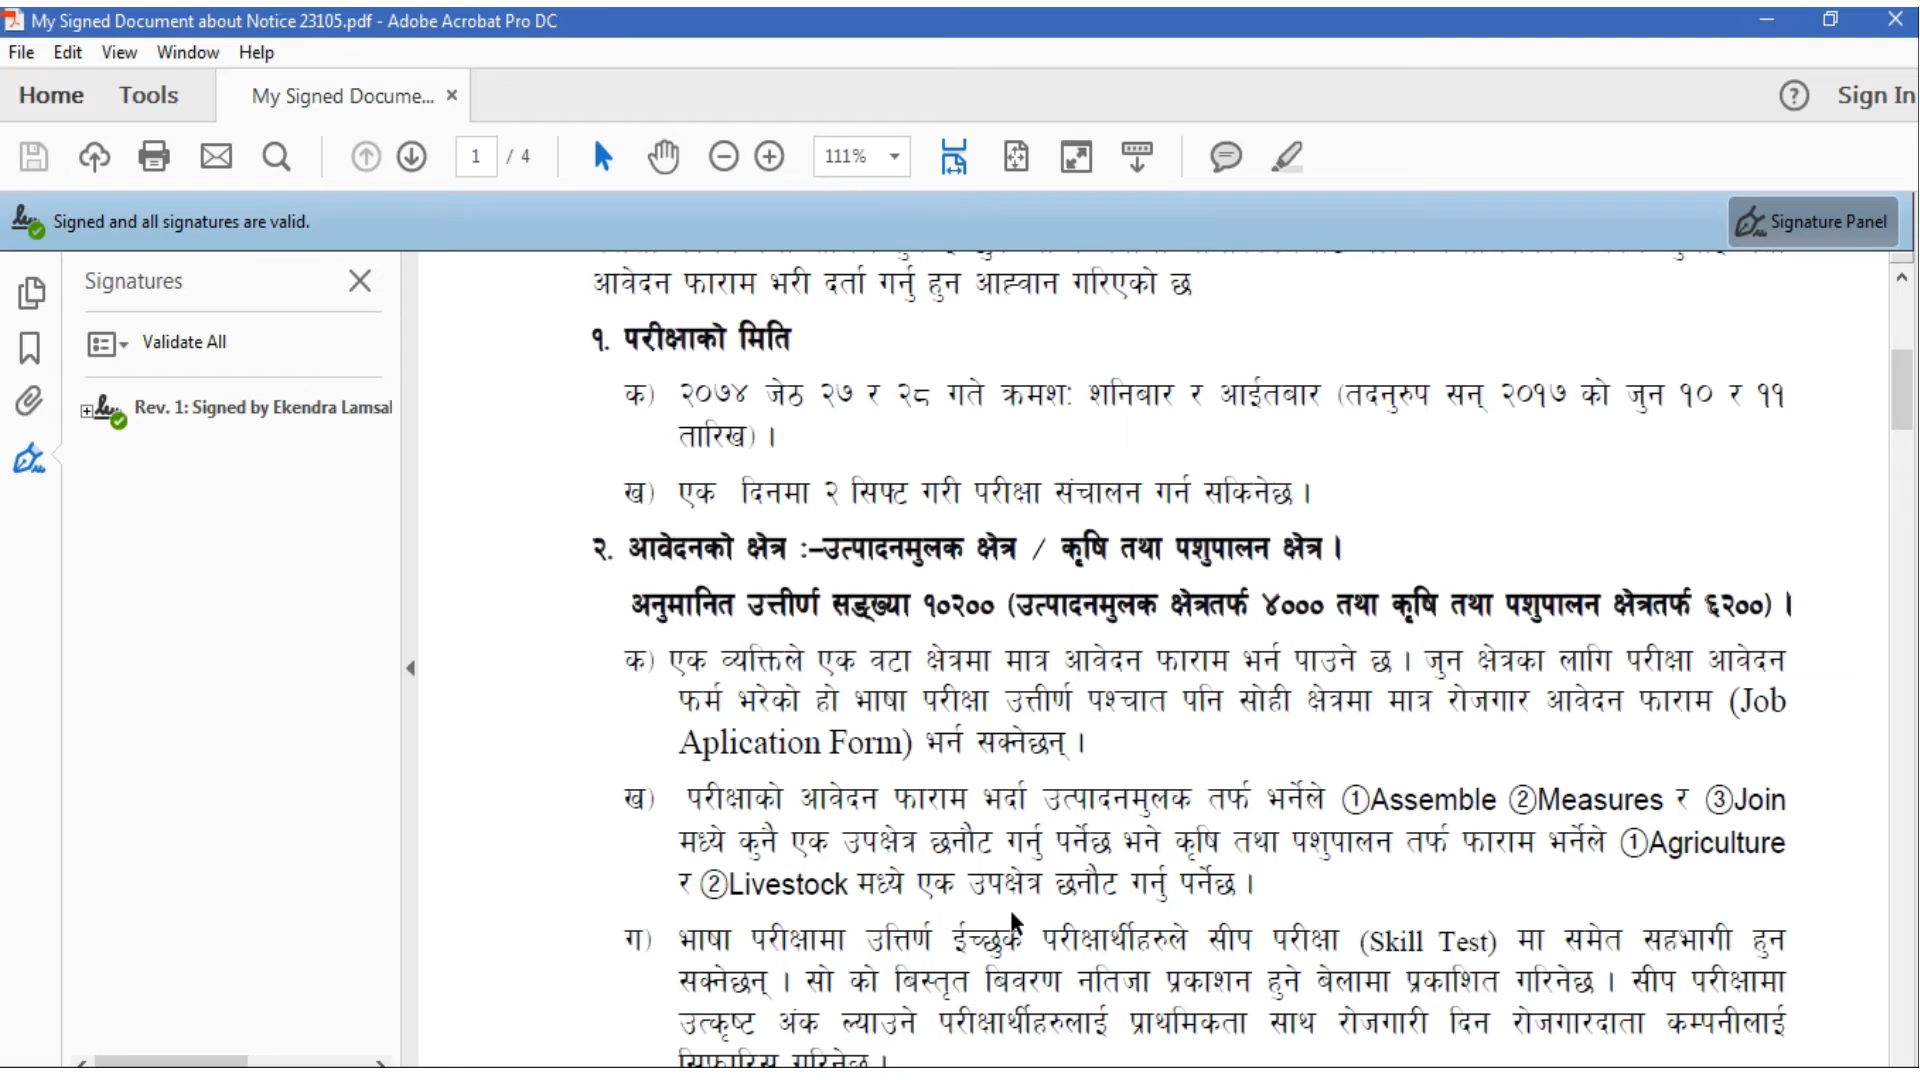 My Signed Document about Notice 23105.pdf - Adobe Acrobat Pro DC
File Edit View Window Help
Home Tools My Signed Docume... Sign In
1 / 4 111%
Signed and all signatures are valid. Signature Panel
Signatures
Validate All
Rev. 1: Signed by Ekendra Lamsal
आवेदन फाराम भरी दर्ता गर्नु हुन आह्वान गरिएको छ
१. परीक्षाको मिति
क) २०७४ जेठ २७ र २८ गते क्रमश: शनिबार र आईतबार (तदनुरुप सन् २०१७ को जुन १० र ११
तारिख) ।
ख) एक दिनमा २ सिफ्ट गरी परीक्षा संचालन गर्न सकिनेछ ।
२. आवेदनको क्षेत्र :–उत्पादनमुलक क्षेत्र / कृषि तथा पशुपालन क्षेत्र ।
अनुमानित उत्तीर्ण सङ्ख्या १०२०० (उत्पादनमुलक क्षेत्रतर्फ ४००० तथा कृषि तथा पशुपालन क्षेत्रतर्फ ६२००) ।
क) एक व्यक्तिले एक वटा क्षेत्रमा मात्र आवेदन फाराम भर्न पाउने छ । जुन क्षेत्रका लागि परीक्षा आवेदन
फर्म भरेको हो भाषा परीक्षा उत्तीर्ण पश्चात पनि सोही क्षेत्रमा मात्र रोजगार आवेदन फाराम (Job
Aplication Form) भर्न सक्नेछन् ।
ख) परीक्षाको आवेदन फाराम भर्दा उत्पादनमुलक तर्फ भर्नेले ①Assemble ②Measures र ③Join
मध्ये कुनै एक उपक्षेत्र छनौट गर्नु पर्नेछ भने कृषि तथा पशुपालन तर्फ फाराम भर्नेले ①Agriculture
र ②Livestock मध्ये एक उपक्षेत्र छनौट गर्नु पर्नेछ ।
ग) भाषा परीक्षामा उत्तिर्ण ईच्छुक परीक्षार्थीहरुले सीप परीक्षा (Skill Test) मा समेत सहभागी हुन
सक्नेछन् । सो को बिस्तृत बिवरण नतिजा प्रकाशन हुने बेलामा प्रकाशित गरिनेछ । सीप परीक्षामा
उत्कृष्ट अंक ल्याउने परीक्षार्थीहरुलाई प्राथमिकता साथ रोजगारी दिन रोजगारदाता कम्पनीलाई
सिफारिस गरिनेछ ।